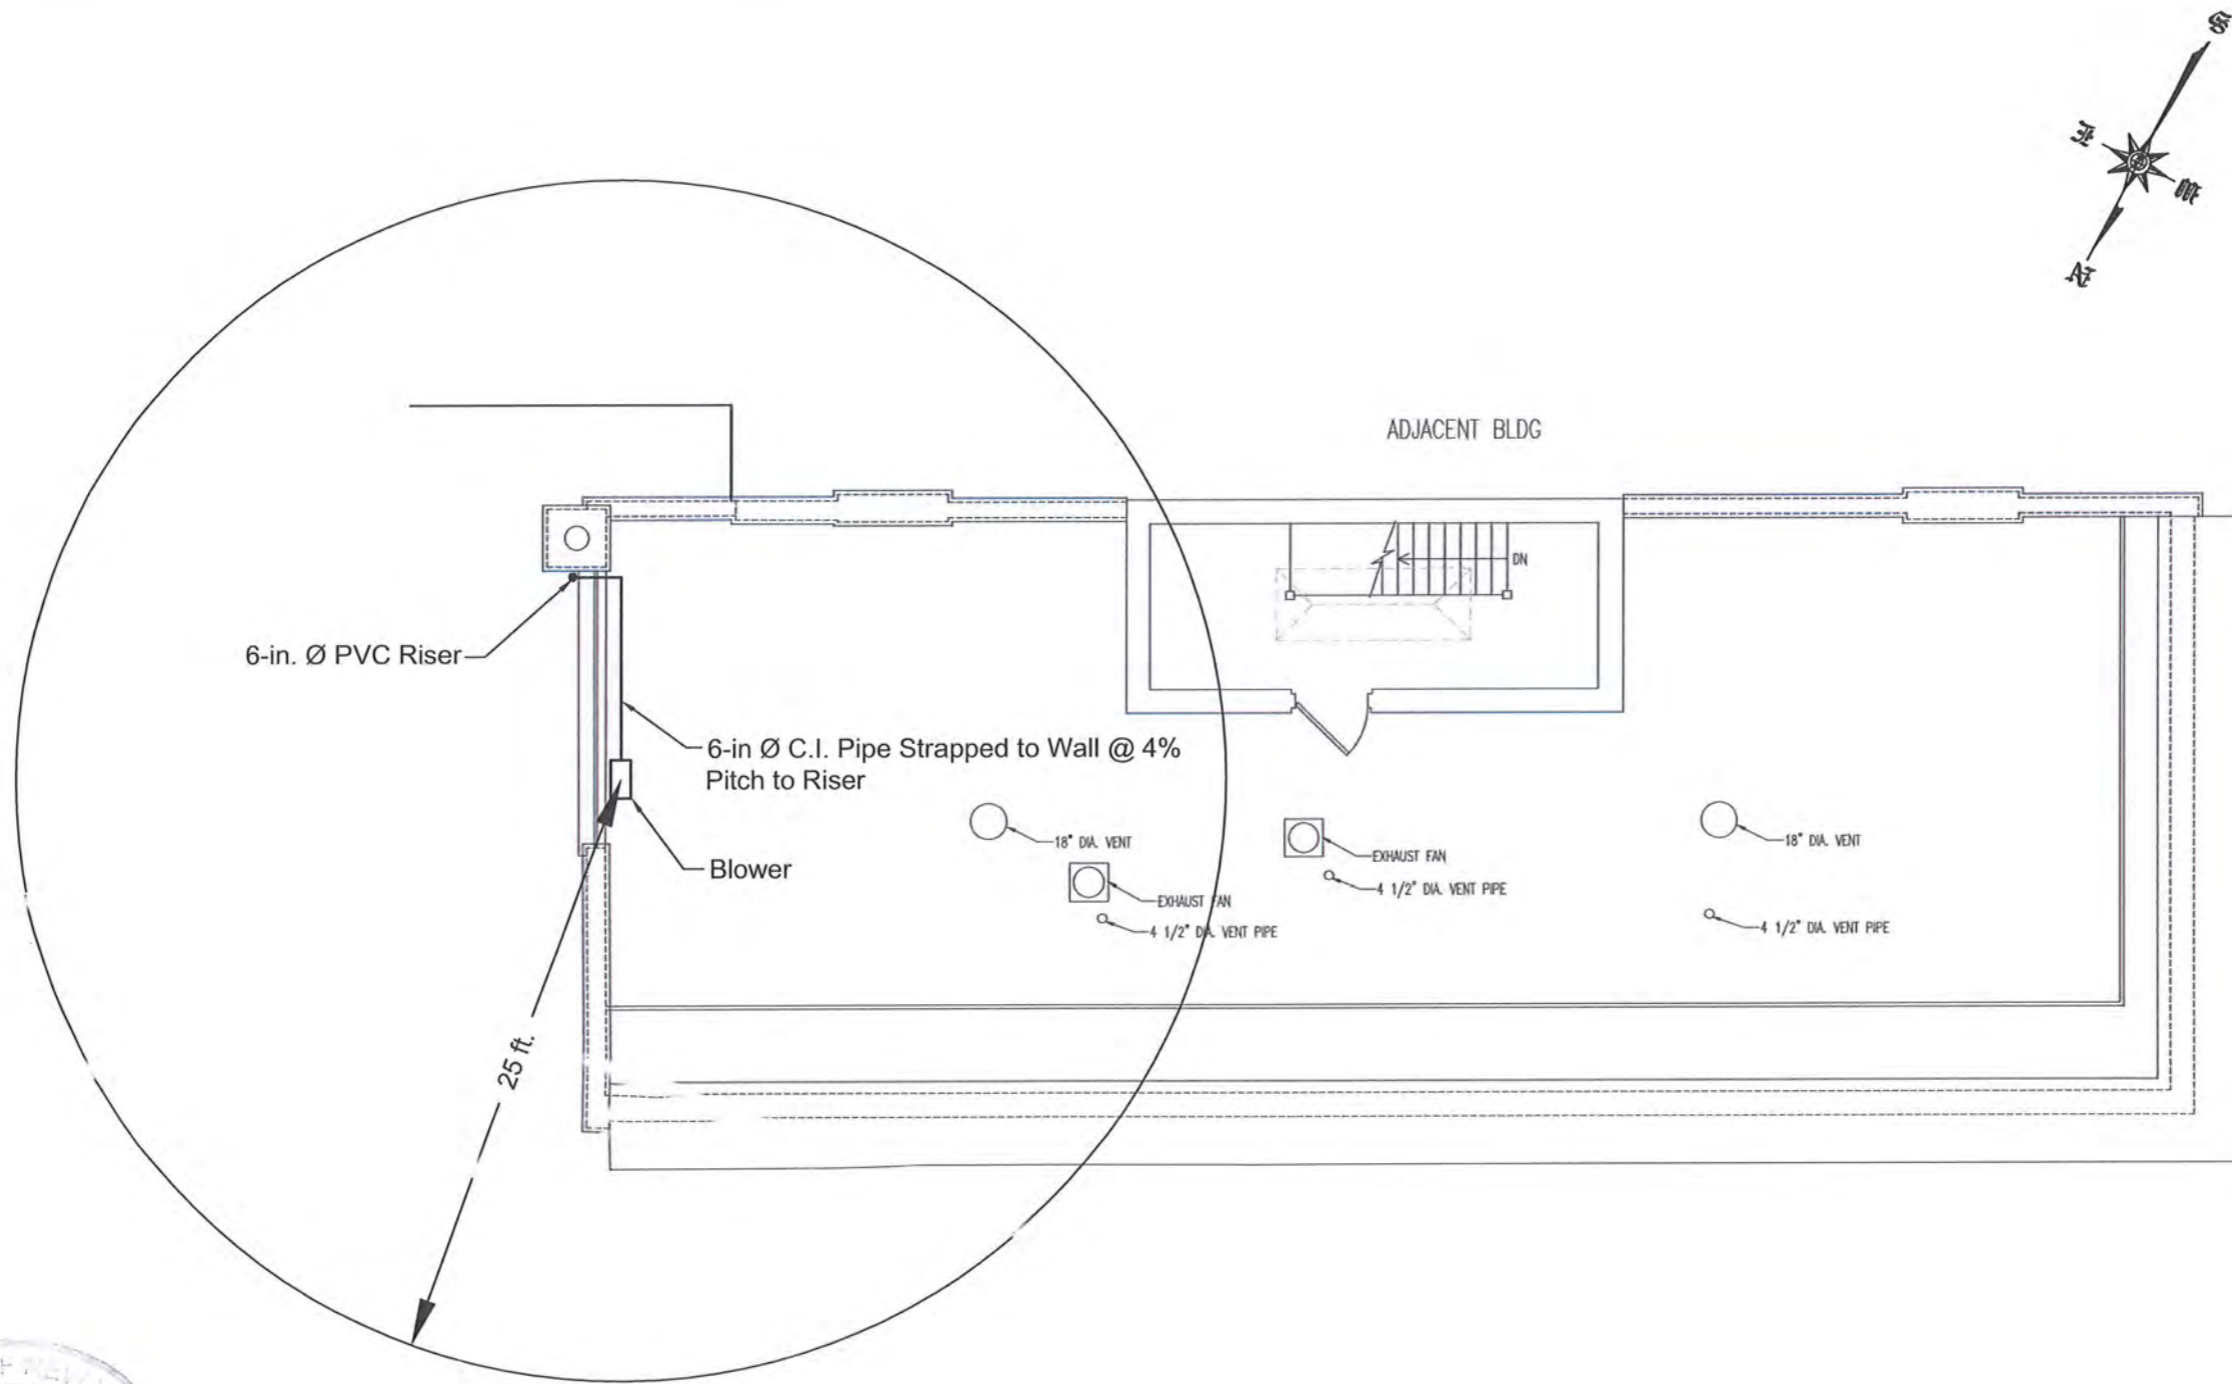 S
E
W
N
ADJACENT BLDG
DN
6-in. Ø PVC Riser
6-in Ø C.I. Pipe Strapped to Wall @ 4%
Pitch to Riser
Blower
18" DIA. VENT
EXHAUST FAN
4 1/2" DIA. VENT PIPE
EXHAUST FAN
4 1/2" DIA. VENT PIPE
18" DIA. VENT
4 1/2" DIA. VENT PIPE
25 ft.